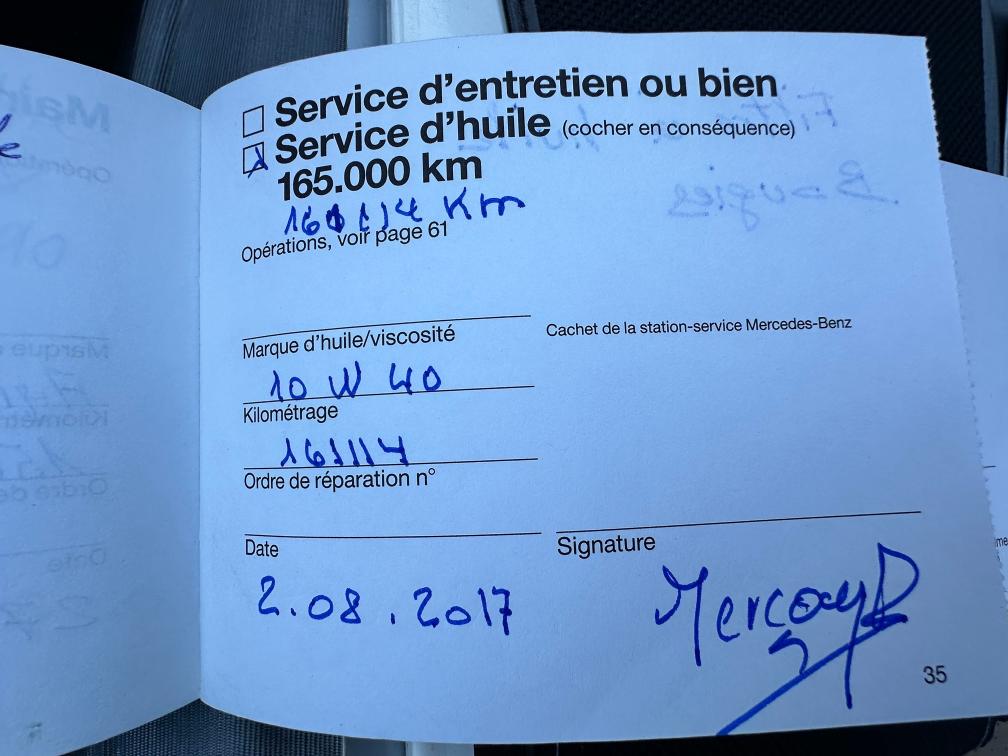 Service d'entretien ou bien
Service d'huile (cocher en conséquence)
165.000 km
161114 Km
Opérations, voir page 61
Marque d'huile/viscosité
Cachet de la station-service Mercedes-Benz
10 W 40
Kilométrage
161114
Ordre de réparation n°
Date
Signature
2.08.2017
35